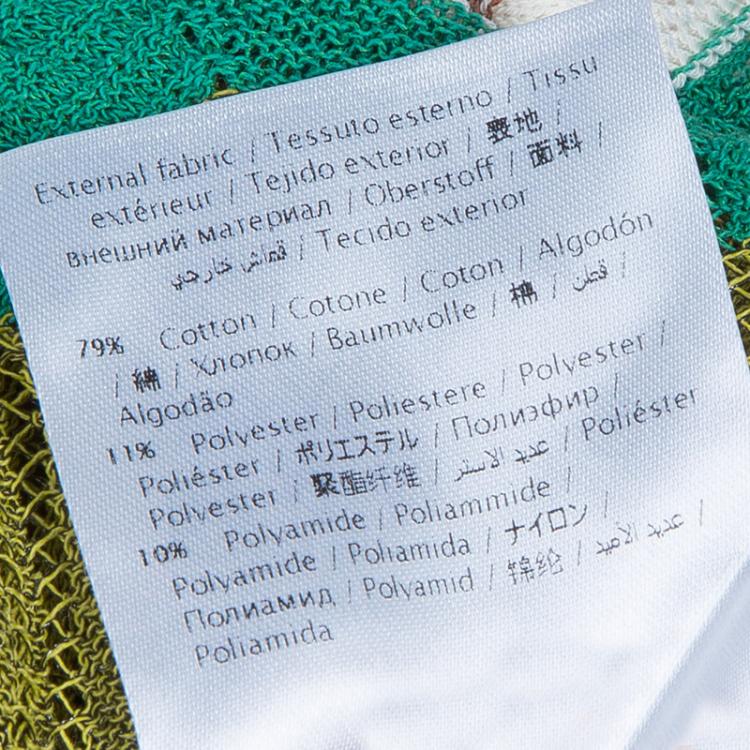 External fabric / Tessuto esterno / Tissu
extérieur / Tejido exterior / 表地 /
внешний материал / Oberstoff / 面料 /
قماش خارجي / Tecido exterior
79% Cotton / Cotone / Coton / Algodón
/ 綿 / Хлопок / Baumwolle / 棉 / قطن /
Algodão
11% Polyester / Poliestere / Polyester /
Poliéster / ポリエステル / Полиэфир /
Polyester / 聚酯纤维 / عديد الاستر / Poliéster
10% Polyamide / Poliammide /
Polyamide / Poliamida / ナイロン /
Полиамид / Polyamid / 锦纶 / عديد الأميد /
Poliamida